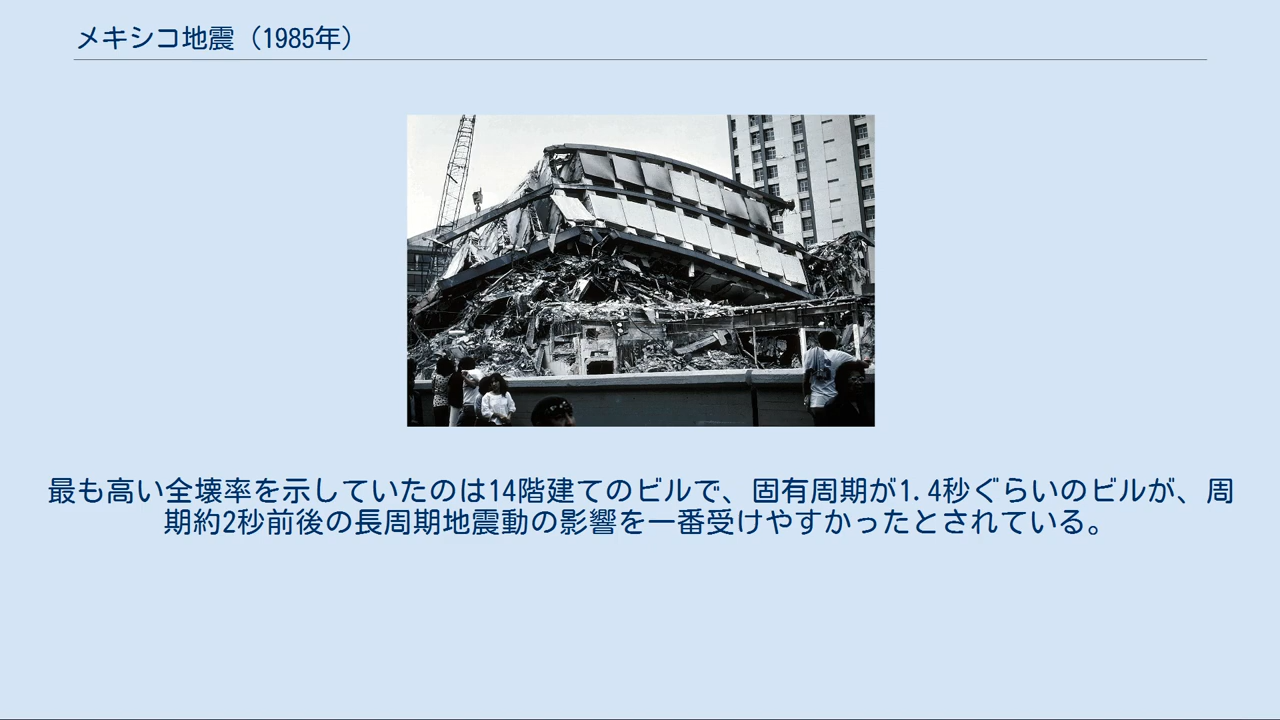 メキシコ地震（1985年）
最も高い全壊率を示していたのは14階建てのビルで、固有周期が1.4秒ぐらいのビルが、周
期約2秒前後の長周期地震動の影響を一番受けやすかったとされている。